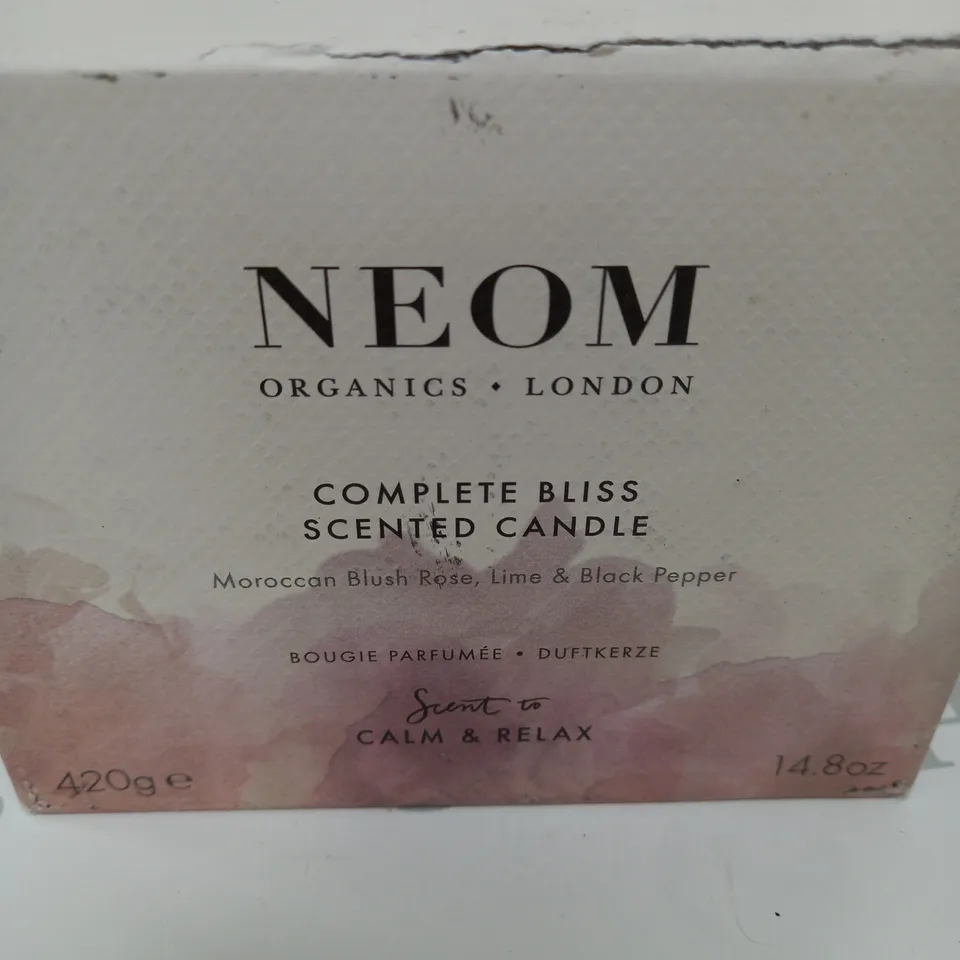 NEOM
ORGANICS • LONDON
COMPLETE BLISS
SCENTED CANDLE
Moroccan Blush Rose, Lime & Black Pepper
BOUGIE PARFUMÉE • DUFTKERZE
Scent to
CALM & RELAX
420g ℮
14.8oz